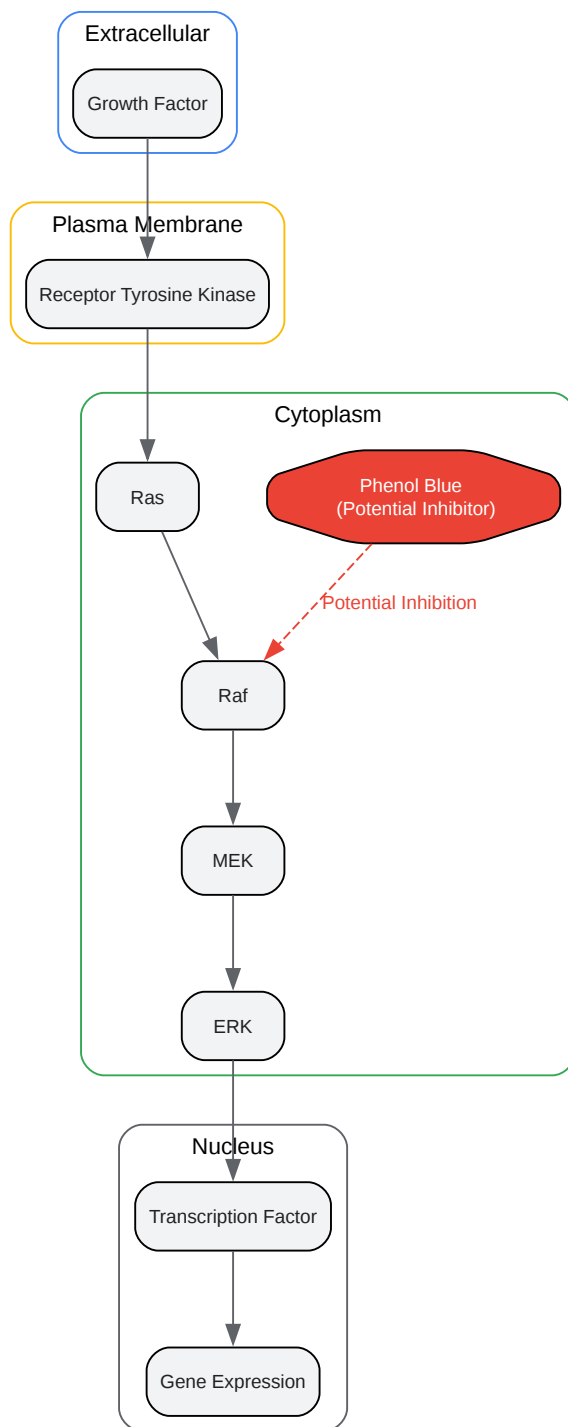 Extracellular
Growth Factor
Plasma Membrane
Receptor Tyrosine Kinase
Cytoplasm
Ras
Phenol Blue
(Potential Inhibitor)
Potential Inhibition
Raf
MEK
ERK
Nucleus
Transcription Factor
Gene Expression